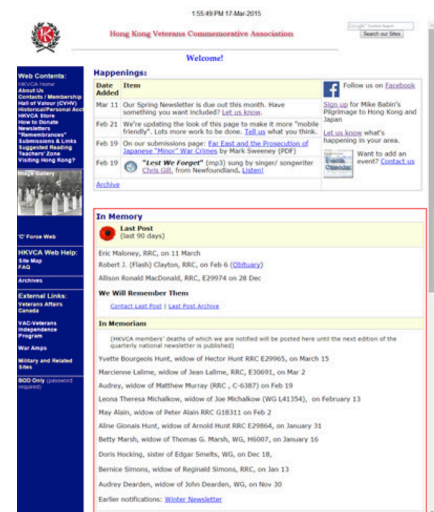 1:55:49 PM 17-Mar-2015
Hong Kong Veterans Commemorative Association
Search our Sites
Welcome!
Web Contents:
HKVCA Home
About Us
Contacts / Membership
Hall of Valour (CVHV)
Historical/Personal Acct
HKVCA Store
How to Donate
Newsletters
"Remembrances"
Submissions & Links
Suggested Reading
Teachers' Zone
Visiting Hong Kong?
Image Gallery
'C' Force Web
HKVCA Web Help:
Site Map
FAQ
Archives
External Links:
Veterans Affairs
Canada
VAC-Veterans
Independence
Program
War Amps
Military and Related
Sites
BOD Only (password
required)
Happenings:
Date Added Item
Mar 11 Our Spring Newsletter is due out this month. Have
something you want included? Let us know.
Feb 21 We're updating the look of this page to make it more "mobile
friendly". Lots more work to be done. Tell us what you think.
Feb 19 On our submissions page: Far East and the Prosecution of
Japanese "Minor" War Crimes by Mark Sweeney (PDF)
Feb 19 "Lest We Forget" (mp3) sung by singer/ songwriter
Chris Gill, from Newfoundland, Listen!
Archive
Follow us on Facebook
Sign up for Mike Babin's
Pilgrimage to Hong Kong and
Japan
Let us know what's
happening in your area.
Events
Calendar
Want to add an
event? Contact us
In Memory
Last Post
(last 90 days)
Eric Maloney, RRC, on 11 March
Robert J. (Flash) Clayton, RRC, on Feb 6 (Obituary)
Allison Ronald MacDonald, RRC, E29974 on 28 Dec
We Will Remember Them
Contact Last Post | Last Post Archive
In Memoriam
(HKVCA members' deaths of which we are notified will be posted here until the next edition of the
quarterly national newsletter is published)
Yvette Bourgeois Hunt, widow of Hector Hunt RRC E29965, on March 15
Marcienne Lalime, widow of Jean Lalime, RRC, E30691, on Mar 2
Audrey, widow of Matthew Murray (RRC , C-6387) on Feb 19
Leona Theresa Michalkow, widow of Joe Michalkow (WG L41354), on February 13
May Alain, widow of Peter Alain RRC G18311 on Feb 2
Aline Gionais Hunt, widow of Arnold Hunt RRC E29864, on January 31
Betty Marsh, widow of Thomas G. Marsh, WG, H6007, on January 16
Doris Hocking, sister of Edgar Smelts, WG, on Dec 18,
Bernice Simons, widow of Reginald Simons, RRC, on Jan 13
Audrey Dearden, widow of John Dearden, WG, on Nov 30
Earlier notifications: Winter Newsletter